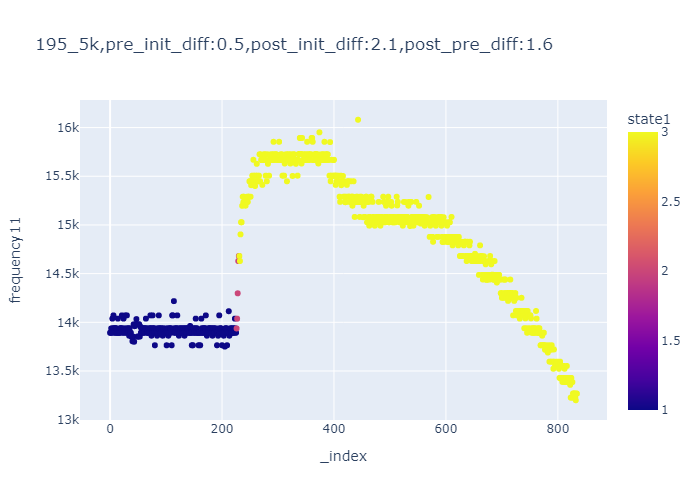 195_5k,pre_init_diff:0.5,post_init_diff:2.1,post_pre_diff:1.6
state1
3
2.5
2
1.5
1
frequency11
16k
15.5k
15k
14.5k
14k
13.5k
13k
0
200
400
600
800
_index